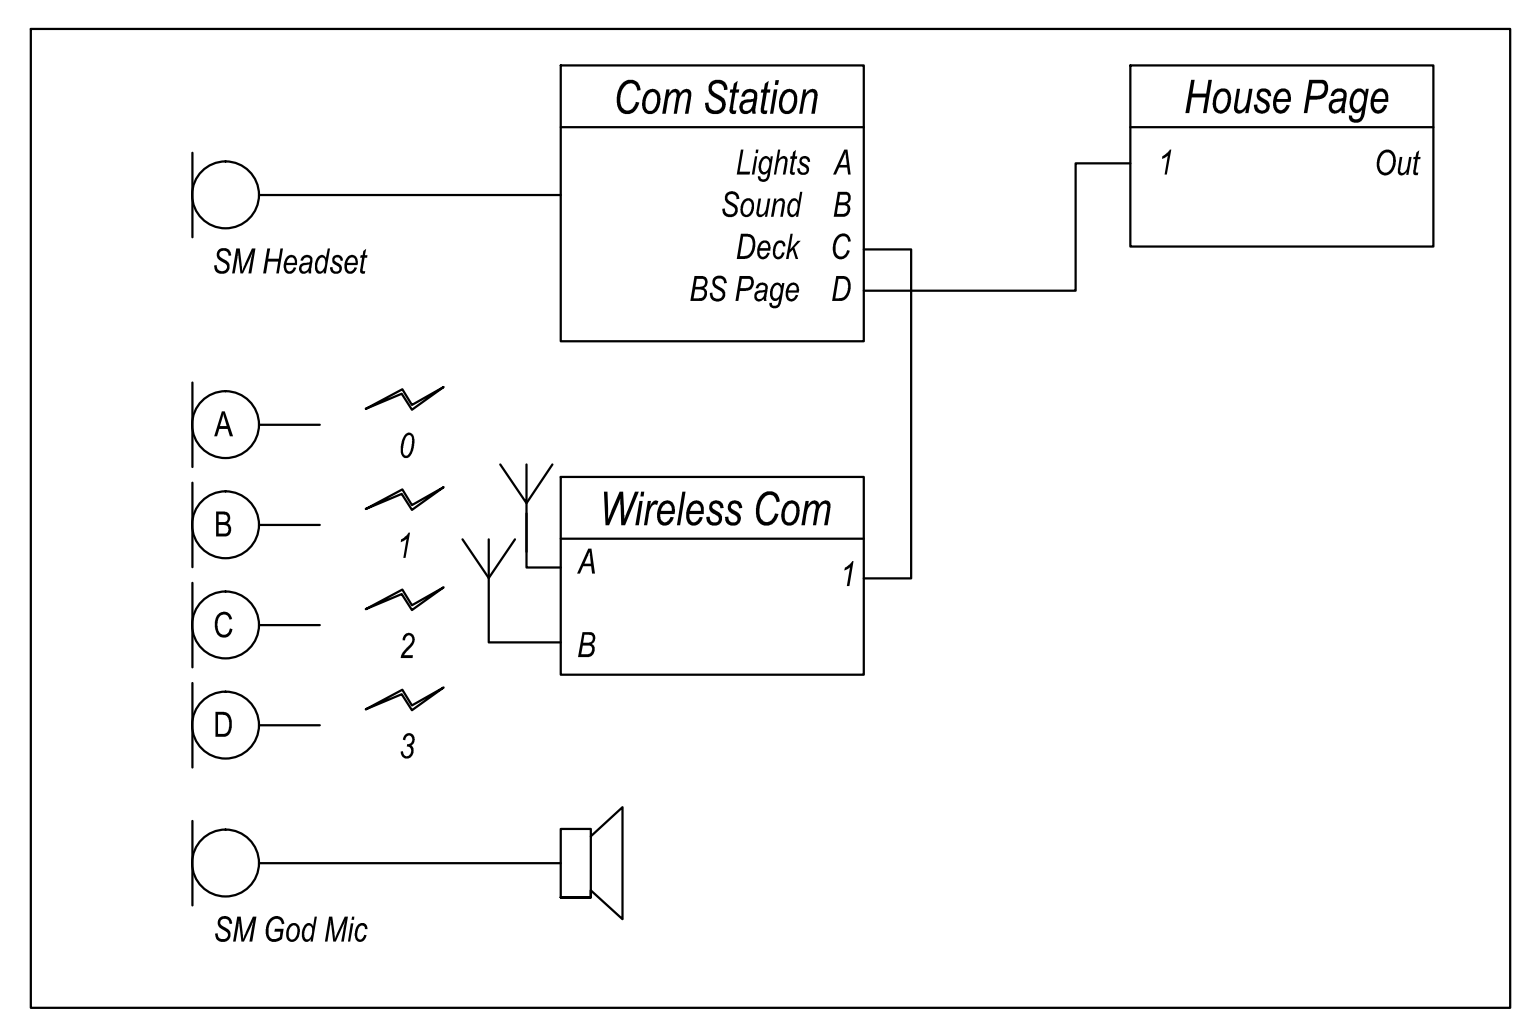 Com Station
Lights A
Sound B
Deck C
BS Page D
House Page
1 Out
SM Headset
A
0
B
1
C
2
D
3
Wireless Com
A
1
B
SM God Mic